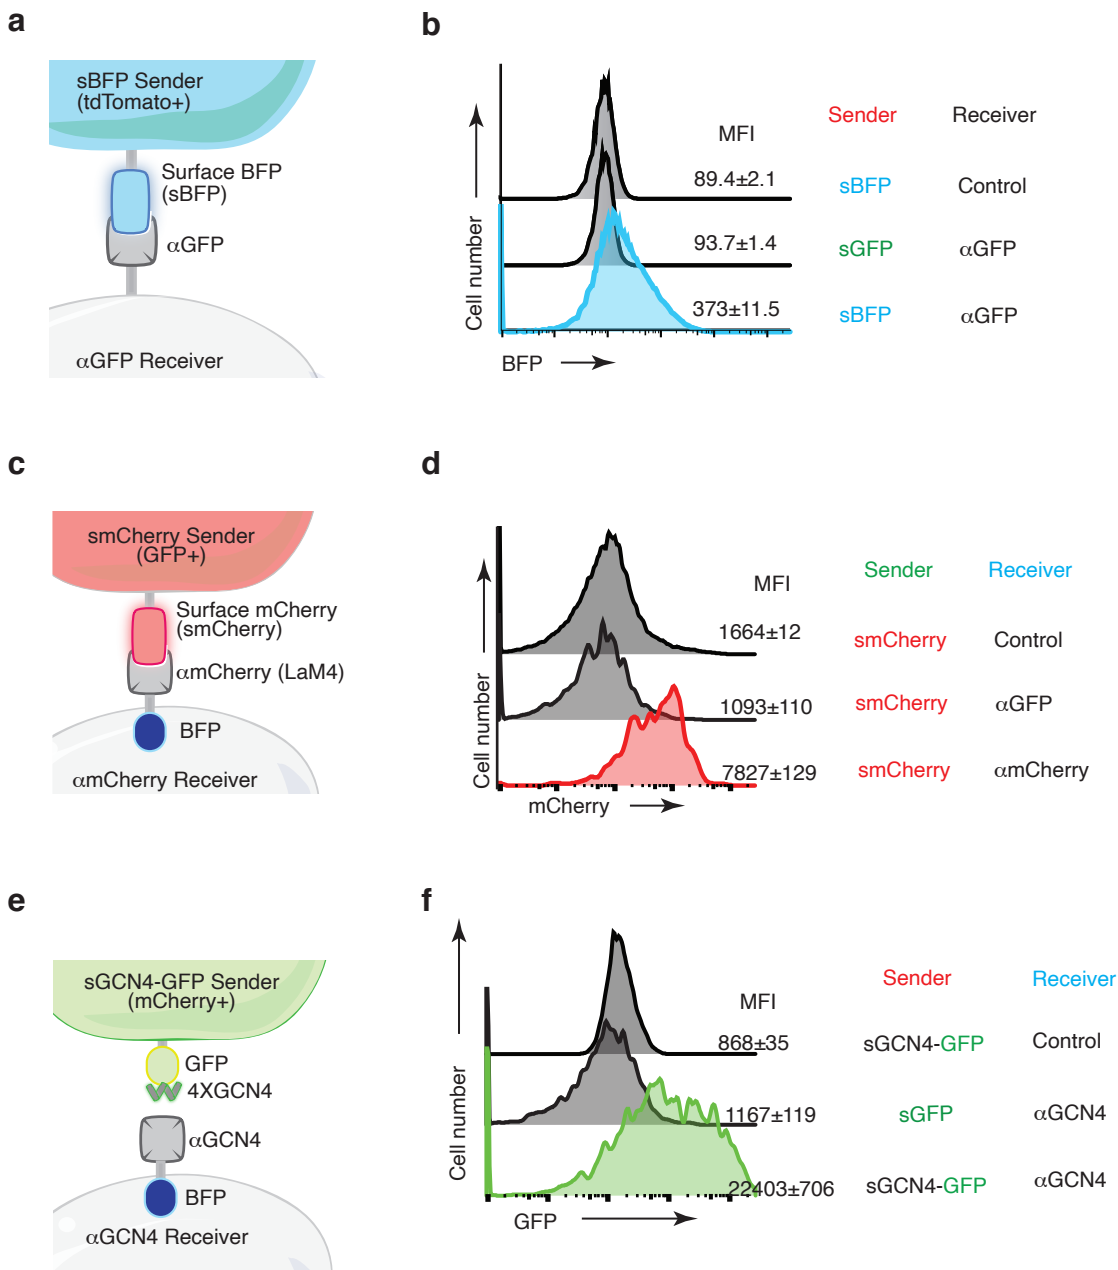 a
sBFP Sender
(tdTomato+)
Surface BFP
(sBFP)
αGFP
αGFP Receiver
b
MFI
Sender
Receiver
89.4±2.1
sBFP
Control
93.7±1.4
sGFP
αGFP
373±11.5
sBFP
αGFP
Cell number
BFP
c
smCherry Sender
(GFP+)
Surface mCherry
(smCherry)
αmCherry (LaM4)
BFP
αmCherry Receiver
d
MFI
Sender
Receiver
1664±12
smCherry
Control
1093±110
smCherry
αGFP
7827±129
smCherry
αmCherry
Cell number
mCherry
e
sGCN4-GFP Sender
(mCherry+)
GFP
4XGCN4
αGCN4
BFP
αGCN4 Receiver
f
MFI
Sender
Receiver
868±35
sGCN4-GFP
Control
1167±119
sGFP
αGCN4
22403±706
sGCN4-GFP
αGCN4
Cell number
GFP